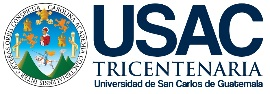 USAC
TRICENTENARIA
Universidad de San Carlos de Guatemala